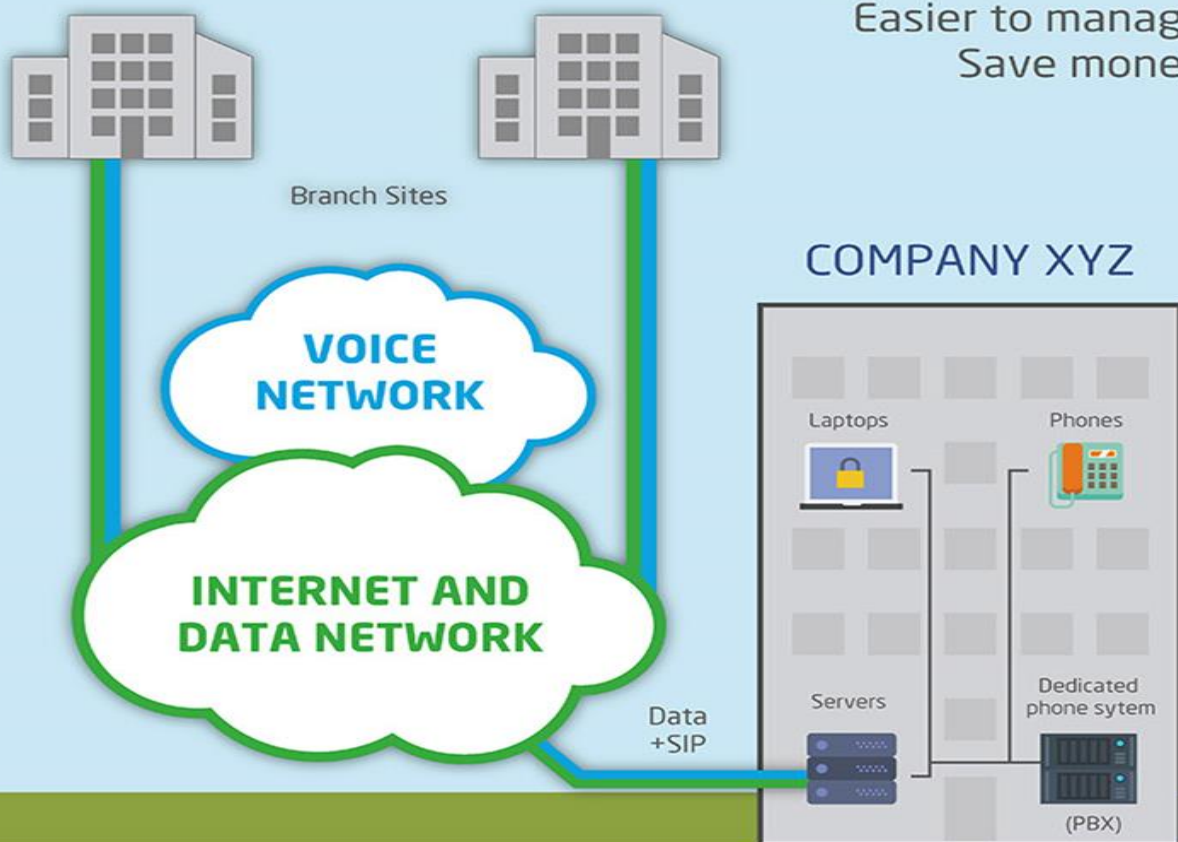 Easier to manag
Save mone
Branch Sites
COMPANY XYZ
VOICE
NETWORK
Laptops
Phones
INTERNET AND
DATA NETWORK
Data
+SIP
Servers
Dedicated
phone sytem
(PBX)